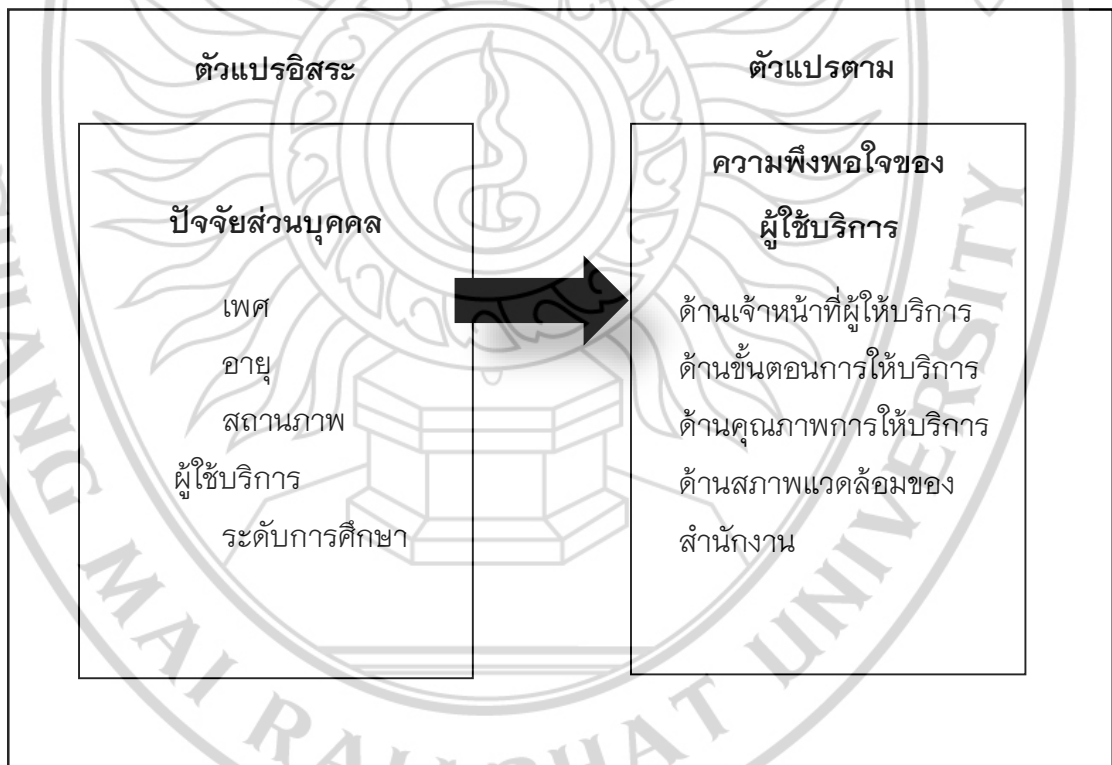 ตัวแปรอิสระ
ปัจจัยส่วนบุคคล
เพศ
อายุ
สถานภาพ
ผู้ใช้บริการ
ระดับการศึกษา
ตัวแปรตาม
ความพึงพอใจของ
ผู้ใช้บริการ
ด้านเจ้าหน้าที่ผู้ให้บริการ
ด้านขั้นตอนการให้บริการ
ด้านคุณภาพการให้บริการ
ด้านสภาพแวดล้อมของ
สำนักงาน
ANG MAI RAJABHAT UNIVERSITY